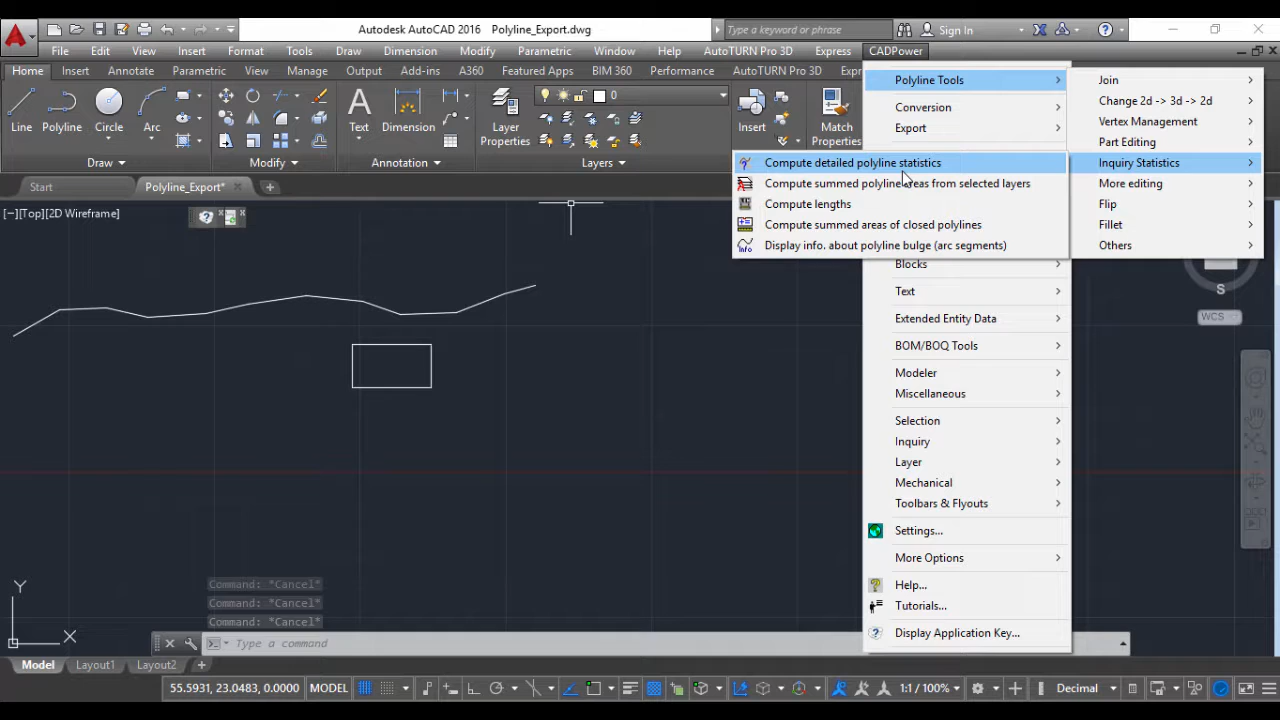 Autodesk AutoCAD 2016 Polyline_Export.dwg
Type a keyword or phrase
Sign In
File Edit View Insert Format Tools Draw Dimension Modify Parametric Window Help AutoTURN Pro 3D Express CADPower
Home Insert Annotate Parametric View Manage Output Add-ins A360 Featured Apps BIM 360 Performance AutoTURN Pro 3D
Line Polyline Circle Arc
Draw
Modify
Text Dimension
Annotation
Layer Properties
0
Layers
Insert
Match Properties
Start
Polyline_Export*
[−][Top][2D Wireframe]
Polyline Tools
Conversion
Export
Blocks
Text
Extended Entity Data
BOM/BOQ Tools
Modeler
Miscellaneous
Selection
Inquiry
Layer
Mechanical
Toolbars & Flyouts
Settings...
More Options
Help...
Tutorials...
Display Application Key...
Join
Change 2d -> 3d -> 2d
Vertex Management
Part Editing
Inquiry Statistics
More editing
Flip
Fillet
Others
Compute detailed polyline statistics
Compute summed polyline areas from selected layers
Compute lengths
Compute summed areas of closed polylines
Display info. about polyline bulge (arc segments)
S
WCS
Y
X
Command: *Cancel*
Command: *Cancel*
Command: *Cancel*
Type a command
Model Layout1 Layout2
55.5931, 23.0483, 0.0000 MODEL
1:1 / 100%
Decimal